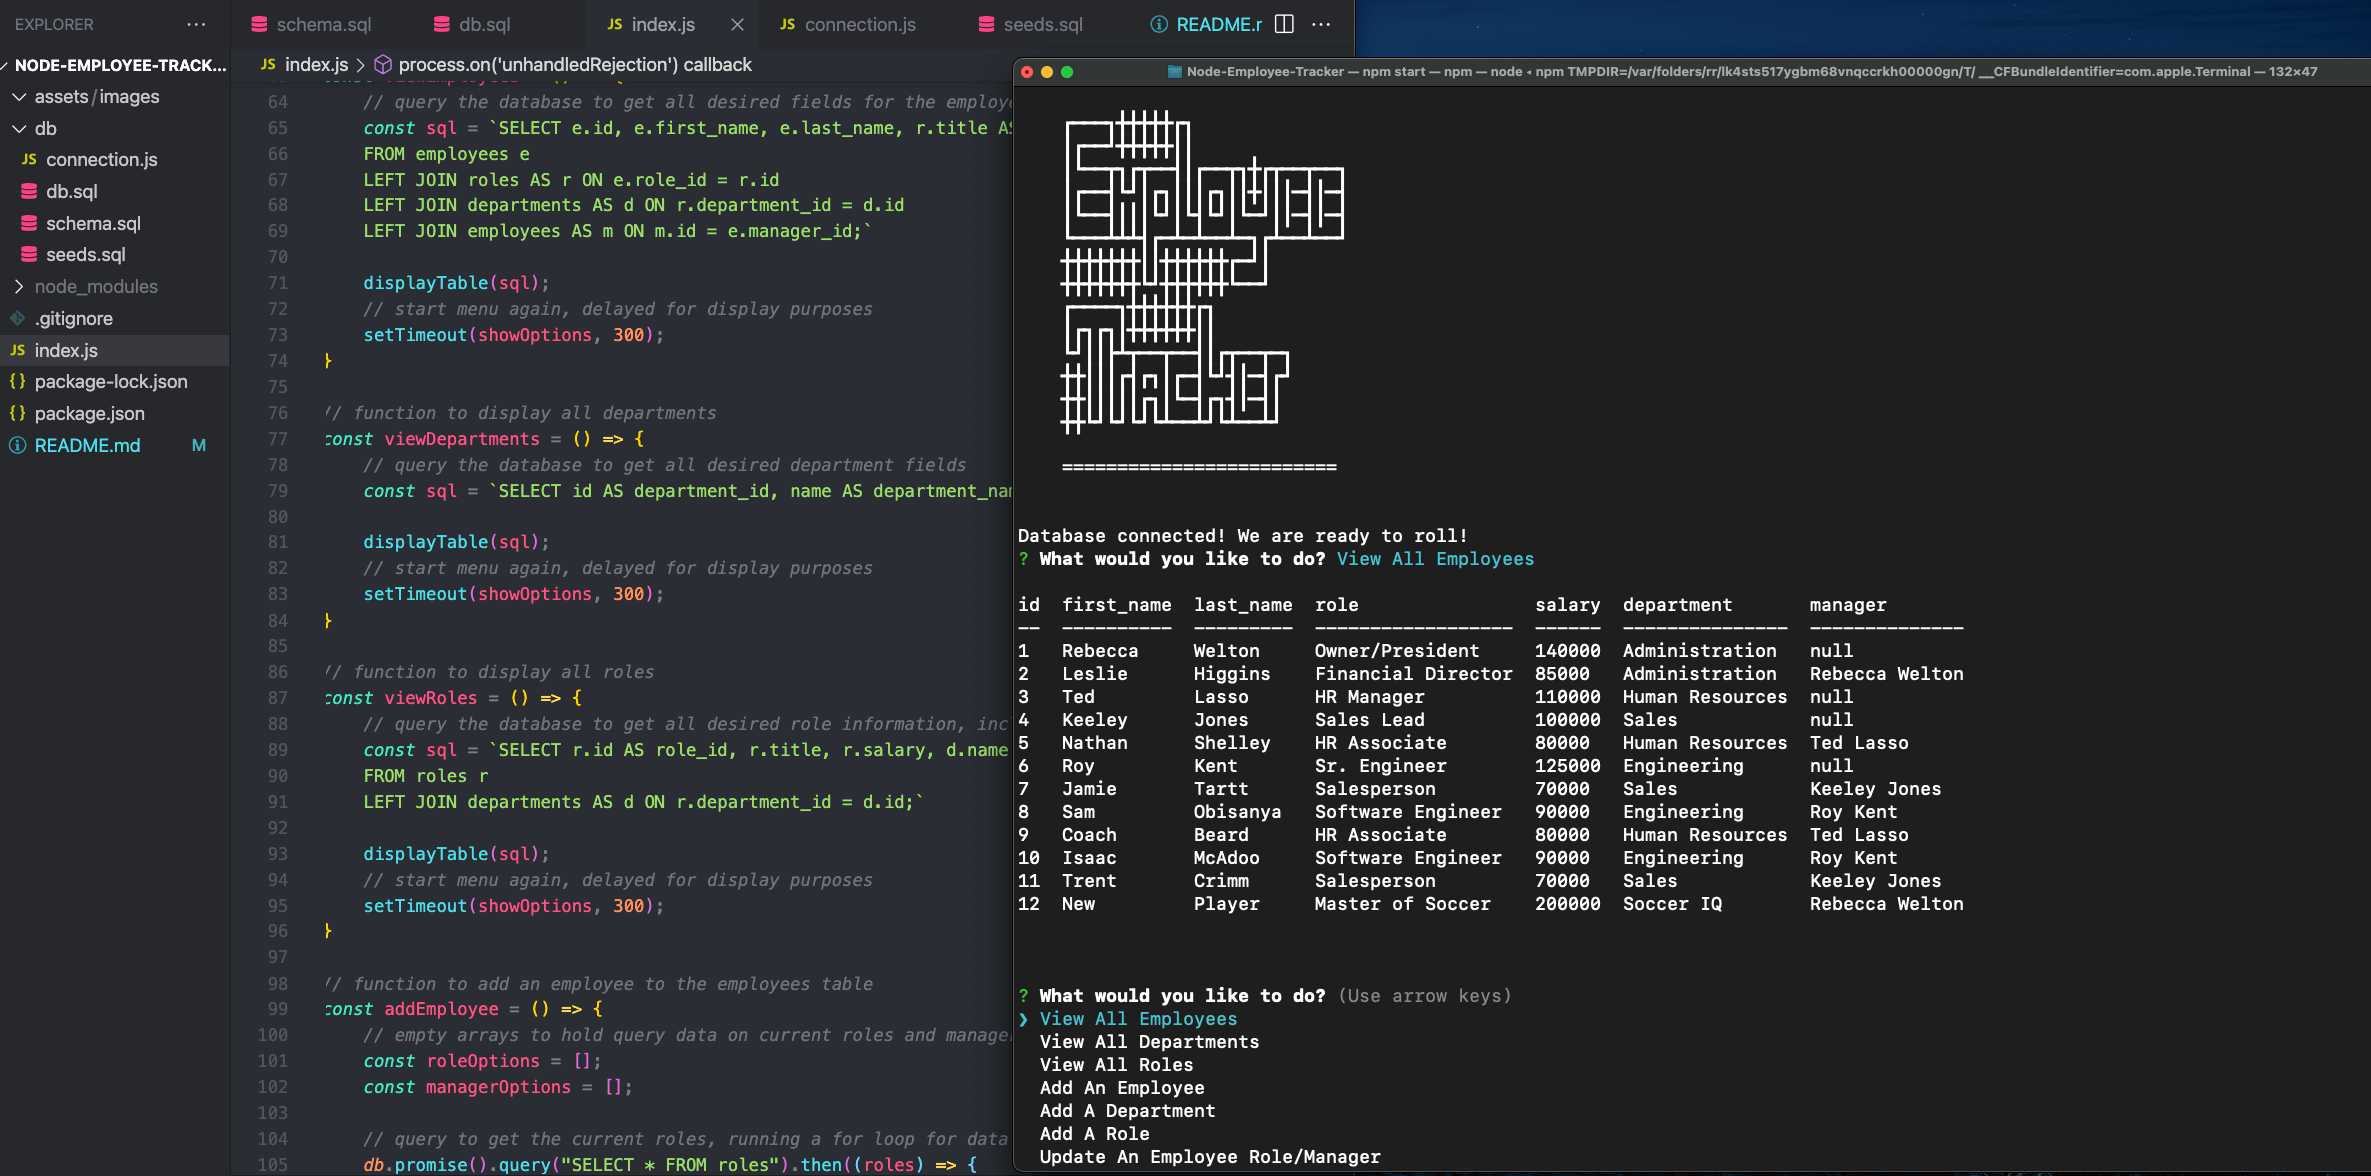 EXPLORER ···
NODE-EMPLOYEE-TRACK...
assets/images
db
JS connection.js
db.sql
schema.sql
seeds.sql
node_modules
.gitignore
JS index.js
{} package-lock.json
{} package.json
README.md M
schema.sql
db.sql
JS index.js
JS connection.js
seeds.sql
README.r
JS index.js > process.on('unhandledRejection') callback
64 // query the database to get all desired fields for the employe
65 const sql = `SELECT e.id, e.first_name, e.last_name, r.title AS
66 FROM employees e
67 LEFT JOIN roles AS r ON e.role_id = r.id
68 LEFT JOIN departments AS d ON r.department_id = d.id
69 LEFT JOIN employees AS m ON m.id = e.manager_id;`
70
71 displayTable(sql);
72 // start menu again, delayed for display purposes
73 setTimeout(showOptions, 300);
74 }
75
76 // function to display all departments
77 const viewDepartments = () => {
78 // query the database to get all desired department fields
79 const sql = `SELECT id AS department_id, name AS department_nam
80
81 displayTable(sql);
82 // start menu again, delayed for display purposes
83 setTimeout(showOptions, 300);
84 }
85
86 // function to display all roles
87 const viewRoles = () => {
88 // query the database to get all desired role information, inc
89 const sql = `SELECT r.id AS role_id, r.title, r.salary, d.name
90 FROM roles r
91 LEFT JOIN departments AS d ON r.department_id = d.id;`
92
93 displayTable(sql);
94 // start menu again, delayed for display purposes
95 setTimeout(showOptions, 300);
96 }
97
98 // function to add an employee to the employees table
99 const addEmployee = () => {
100 // empty arrays to hold query data on current roles and manage
101 const roleOptions = [];
102 const managerOptions = [];
103
104 // query to get the current roles, running a for loop for data
105 db.promise().query("SELECT * FROM roles").then((roles) => {
Node-Employee-Tracker — npm start — npm — node ◂ npm TMPDIR=/var/folders/rr/lk4sts517ygbm68vnqccrkh00000gn/T/ __CFBundleIdentifier=com.apple.Terminal — 132×47
=========================
Database connected! We are ready to roll!
? What would you like to do? View All Employees
id first_name last_name role salary department manager
-- ---------- --------- ------------------ ------ --------------- --------------
1 Rebecca Welton Owner/President 140000 Administration null
2 Leslie Higgins Financial Director 85000 Administration Rebecca Welton
3 Ted Lasso HR Manager 110000 Human Resources null
4 Keeley Jones Sales Lead 100000 Sales null
5 Nathan Shelley HR Associate 80000 Human Resources Ted Lasso
6 Roy Kent Sr. Engineer 125000 Engineering null
7 Jamie Tartt Salesperson 70000 Sales Keeley Jones
8 Sam Obisanya Software Engineer 90000 Engineering Roy Kent
9 Coach Beard HR Associate 80000 Human Resources Ted Lasso
10 Isaac McAdoo Software Engineer 90000 Engineering Roy Kent
11 Trent Crimm Salesperson 70000 Sales Keeley Jones
12 New Player Master of Soccer 200000 Soccer IQ Rebecca Welton
? What would you like to do? (Use arrow keys)
❯ View All Employees
View All Departments
View All Roles
Add An Employee
Add A Department
Add A Role
Update An Employee Role/Manager